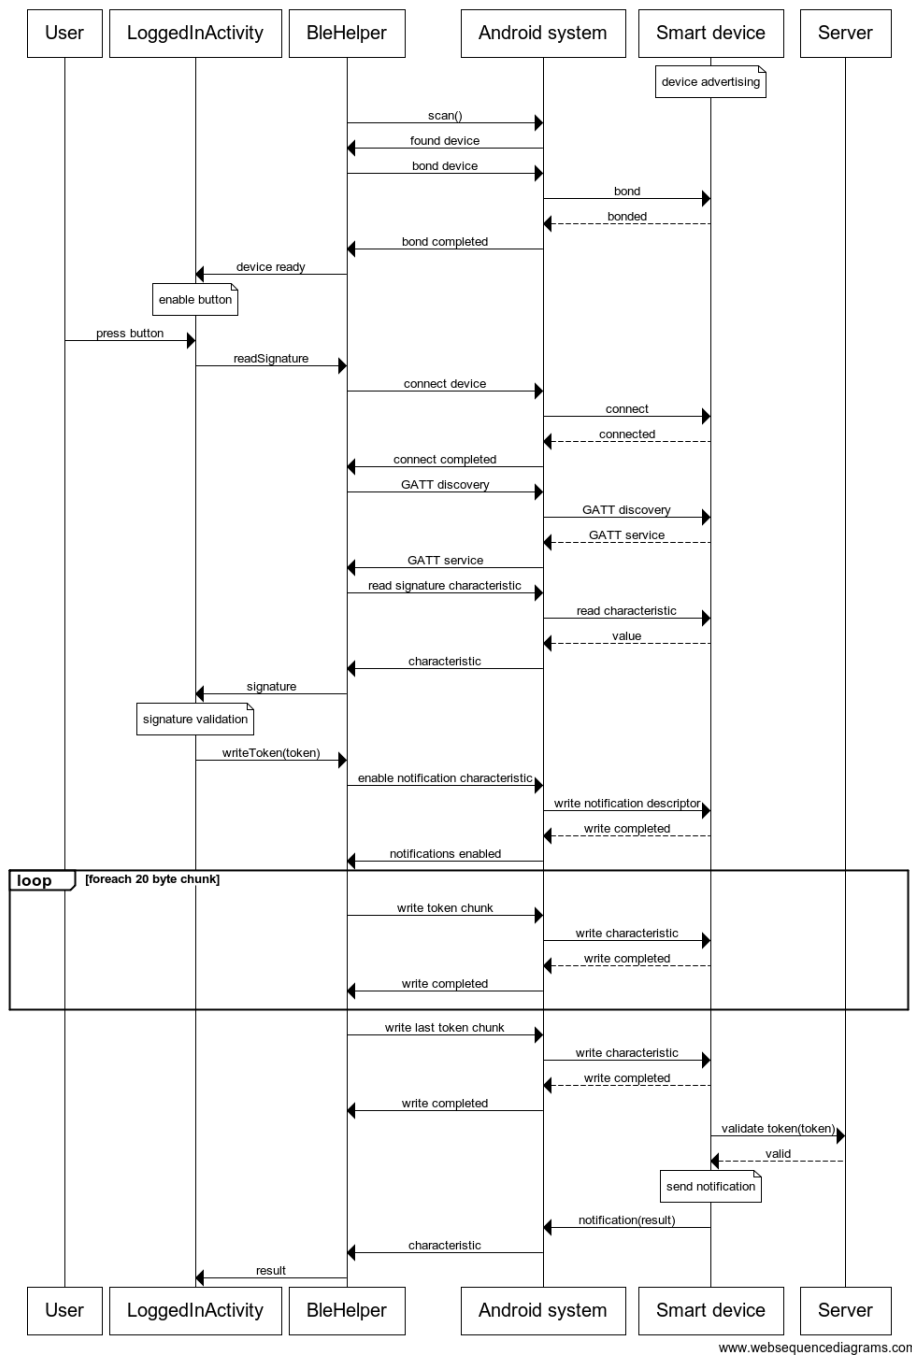 User LoggedInActivity BleHelper Android system Smart device Server
device advertising
scan()
found device
bond device
bond
bonded
bond completed
device ready
enable button
press button
readSignature
connect device
connect
connected
connect completed
GATT discovery
GATT discovery
GATT service
GATT service
read signature characteristic
read characteristic
value
characteristic
signature
signature validation
writeToken(token)
enable notification characteristic
write notification descriptor
write completed
notifications enabled
loop [foreach 20 byte chunk]
write token chunk
write characteristic
write completed
write completed
write last token chunk
write characteristic
write completed
write completed
validate token(token)
valid
send notification
notification(result)
characteristic
result
User LoggedInActivity BleHelper Android system Smart device Server
www.websequencediagrams.com